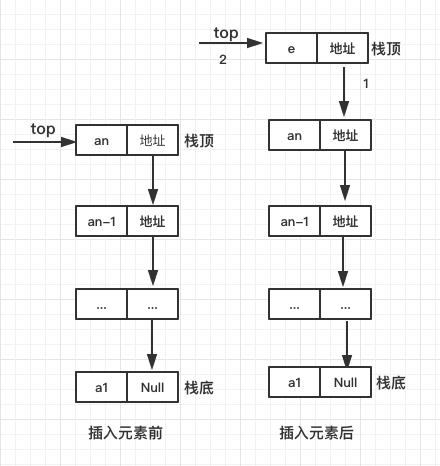 top
an 地址 栈顶
an-1 地址
... ...
a1 Null 栈底
插入元素前
top
2
e 地址 栈顶
1
an 地址
an-1 地址
... ...
a1 Null 栈底
插入元素后